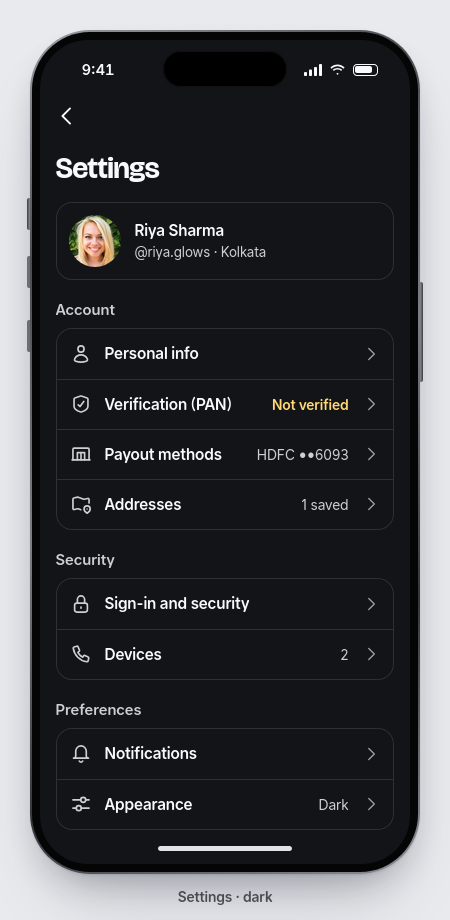 9:41
Settings
Riya Sharma
@riya.glows · Kolkata
Account
Personal info
Verification (PAN) Not verified
Payout methods HDFC ••6093
Addresses 1 saved
Security
Sign-in and security
Devices 2
Preferences
Notifications
Appearance Dark
Settings · dark